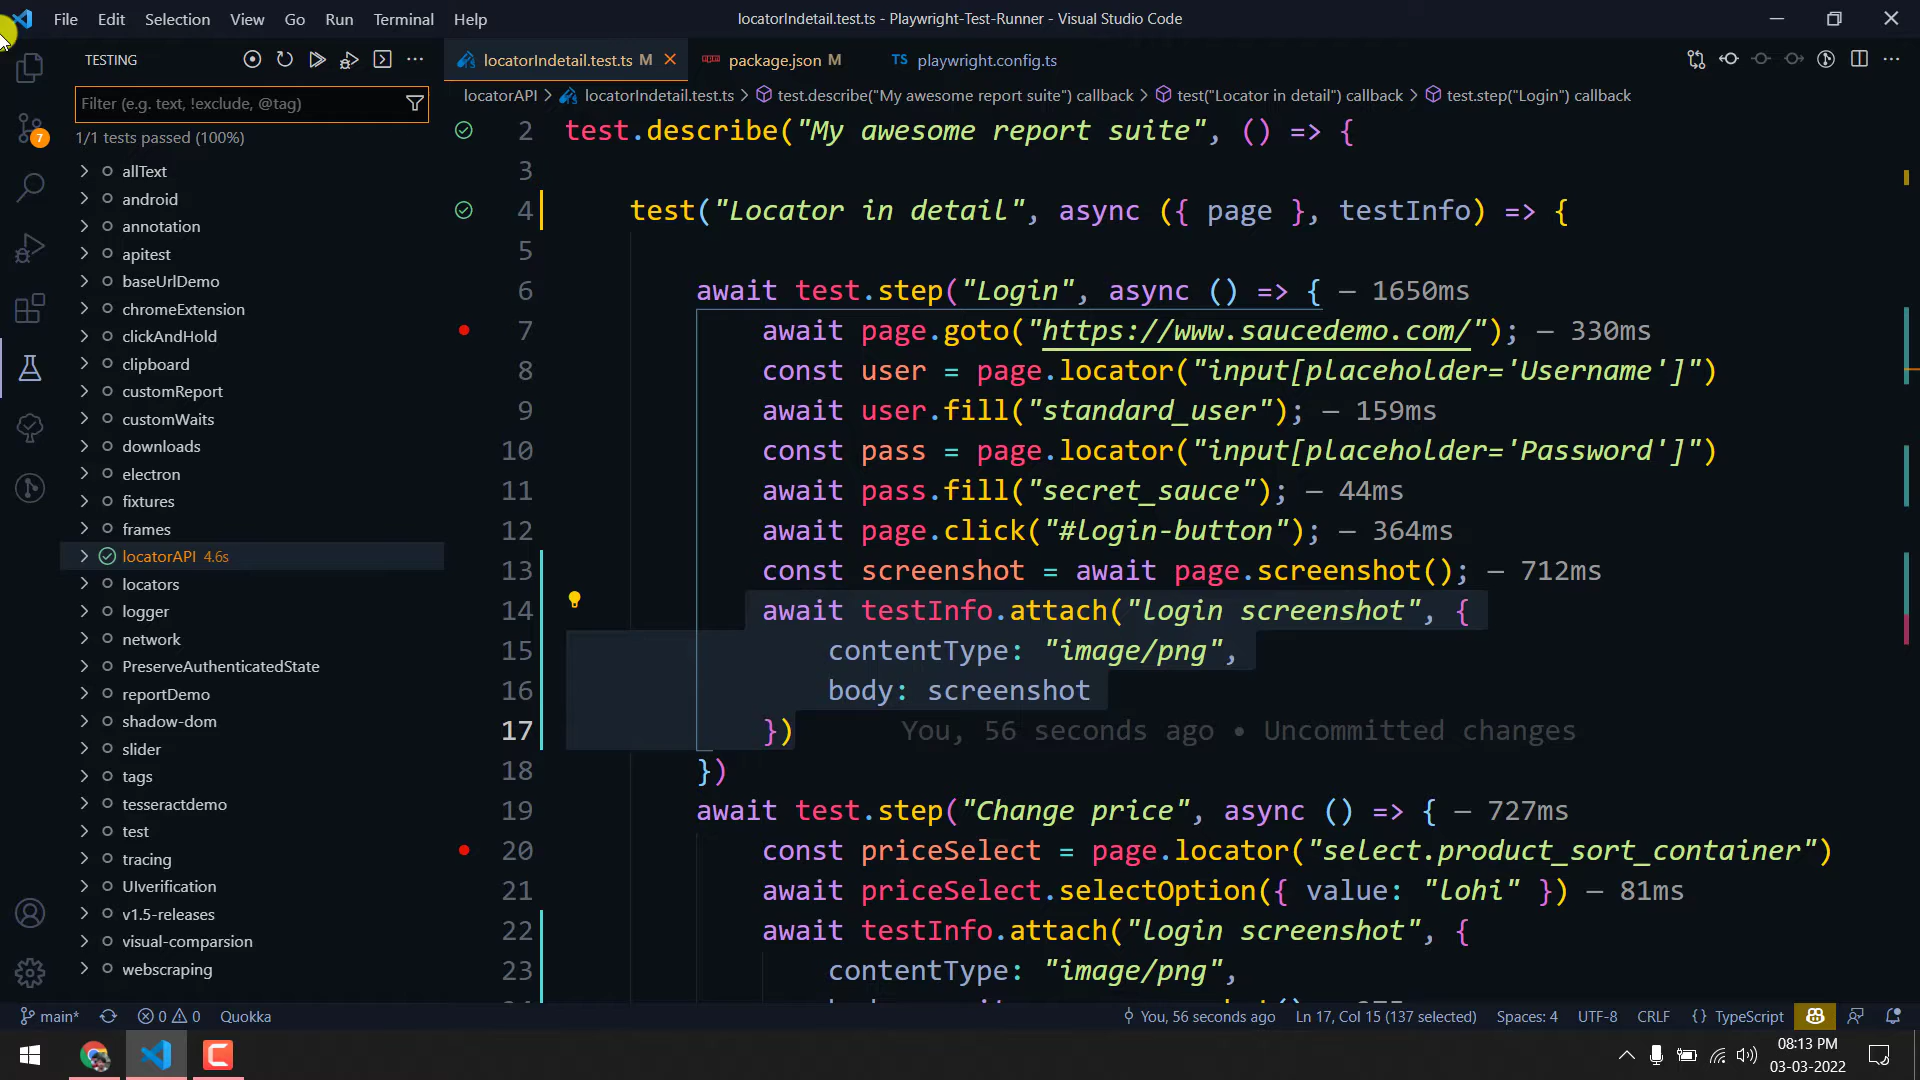 File Edit Selection View Go Run Terminal Help
locatorIndetail.test.ts - Playwright-Test-Runner - Visual Studio Code
TESTING
locatorIndetail.test.ts M
package.json M
TS playwright.config.ts
Filter (e.g. text, !exclude, @tag)
1/1 tests passed (100%)
allText
android
annotation
apitest
baseUrlDemo
chromeExtension
clickAndHold
clipboard
customReport
customWaits
downloads
electron
fixtures
frames
locatorAPI 4.6s
locators
logger
network
PreserveAuthenticatedState
reportDemo
shadow-dom
slider
tags
tesseractdemo
test
tracing
UIverification
v1.5-releases
visual-comparsion
webscraping
7
locatorAPI > locatorIndetail.test.ts > test.describe("My awesome report suite") callback > test("Locator in detail") callback > test.step("Login") callback
2 test.describe("My awesome report suite", () => {
3
4 test("Locator in detail", async ({ page }, testInfo) => {
5
6 await test.step("Login", async () => { — 1650ms
7 await page.goto("https://www.saucedemo.com/"); — 330ms
8 const user = page.locator("input[placeholder='Username']")
9 await user.fill("standard_user"); — 159ms
10 const pass = page.locator("input[placeholder='Password']")
11 await pass.fill("secret_sauce"); — 44ms
12 await page.click("#login-button"); — 364ms
13 const screenshot = await page.screenshot(); — 712ms
14 await testInfo.attach("login screenshot", {
15 contentType: "image/png",
16 body: screenshot
17 }) You, 56 seconds ago • Uncommitted changes
18 })
19 await test.step("Change price", async () => { — 727ms
20 const priceSelect = page.locator("select.product_sort_container")
21 await priceSelect.selectOption({ value: "lohi" }) — 81ms
22 await testInfo.attach("login screenshot", {
23 contentType: "image/png",
main* 0 0 Quokka
You, 56 seconds ago Ln 17, Col 15 (137 selected) Spaces: 4 UTF-8 CRLF {} TypeScript
08:13 PM
03-03-2022